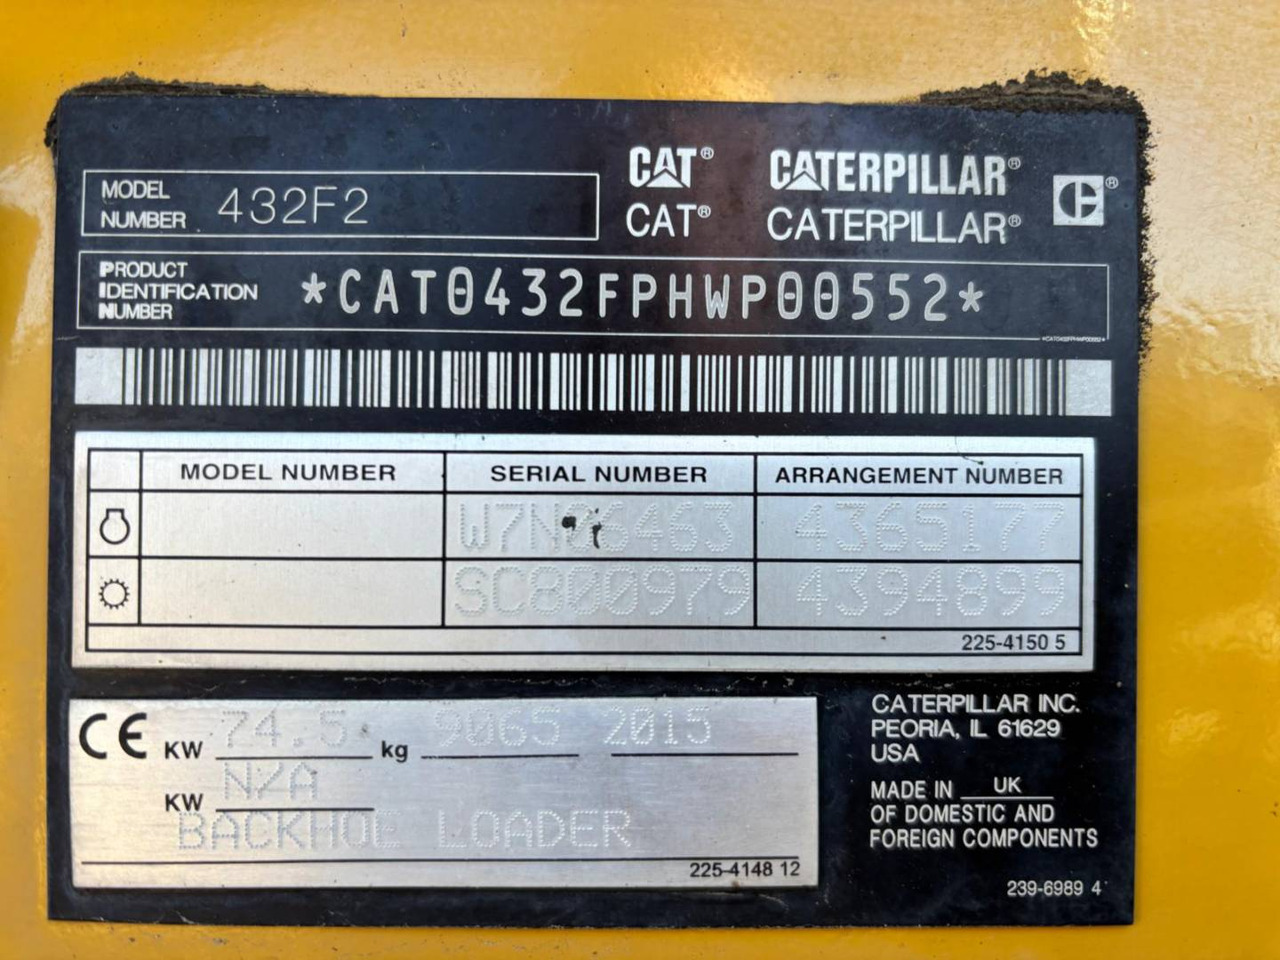 MODEL
NUMBER 432F2
CAT® CATERPILLAR®
CAT® CATERPILLAR®
PRODUCT
IDENTIFICATION
NUMBER
*CAT0432FPHWP00552*
*CAT0432FPHWP00552*
MODEL NUMBER SERIAL NUMBER ARRANGEMENT NUMBER
W7N06463 4365177
SC800979 4394899
225-4150 5
CE KW 74.5 kg 9065 2015
KW N/A
BACKHOE LOADER
225-4148 12
CATERPILLAR INC.
PEORIA, IL 61629
USA
MADE IN UK
OF DOMESTIC AND
FOREIGN COMPONENTS
239-6989 4